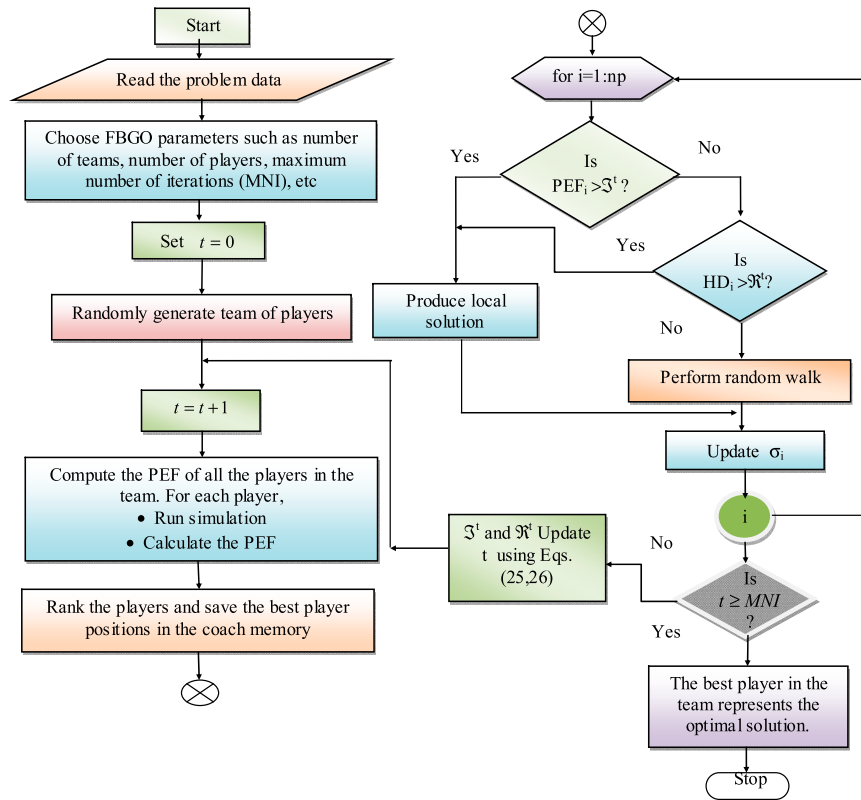 Start
Read the problem data
Choose FBGO parameters such as number
of teams, number of players, maximum
number of iterations (MNI), etc
Set t = 0
Randomly generate team of players
t = t + 1
Compute the PEF of all the players in the
team. For each player,
• Run simulation
• Calculate the PEF
Rank the players and save the best player
positions in the coach memory
for i=1:np
Is
PEFᵢ >ℑᵗ ?
Yes
No
Is
HDᵢ >ℜᵗ?
Yes
No
Produce local
solution
Perform random walk
Update σᵢ
i
Is
t ≥ MNI
?
No
Yes
ℑᵗ and ℜᵗ Update
t using Eqs.
(25,26)
The best player in the
team represents the
optimal solution.
Stop